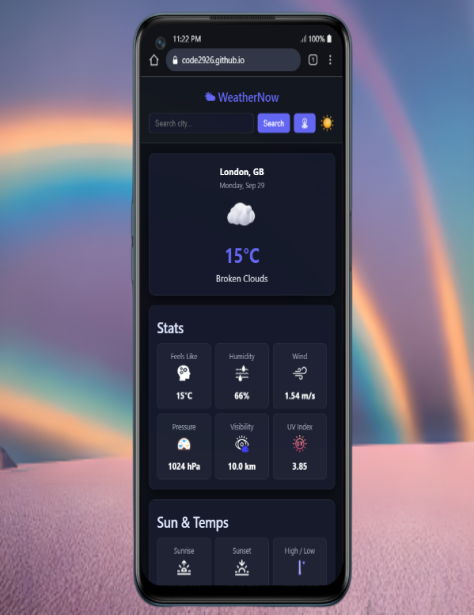 11:22 PM 100%
code2926.github.io 1
WeatherNow
Search city... Search
London, GB
Monday, Sep 29
15°C
Broken Clouds
Stats
Feels Like Humidity Wind
15°C 66% 1.54 m/s
Pressure Visibility UV Index
1024 hPa 10.0 km 3.85
Sun & Temps
Sunrise Sunset High / Low